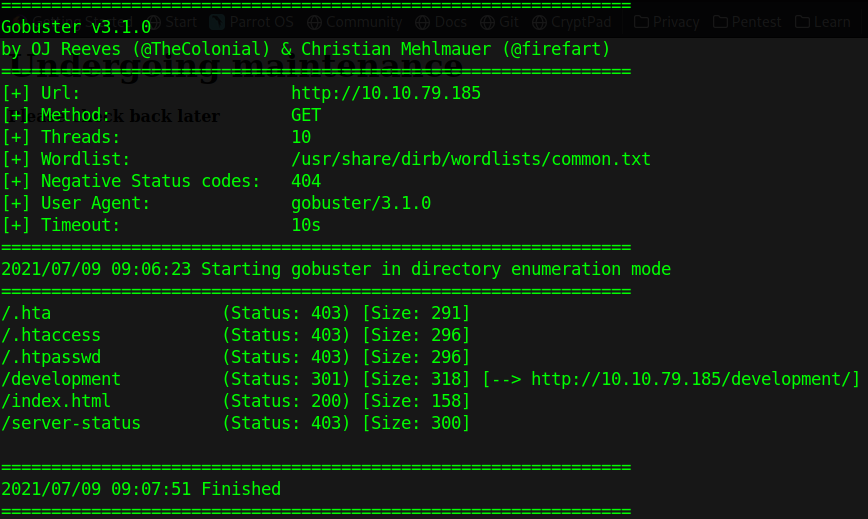 ===============================================================
Gobuster v3.1.0
Start Parrot OS Community Docs Git CryptPad Privacy Pentest Learn
by OJ Reeves (@TheColonial) & Christian Mehlmauer (@firefart)
Undergoing maintenance
===============================================================
[+] Url: http://10.10.79.185
[+] Method: GET
check back later
[+] Threads: 10
[+] Wordlist: /usr/share/dirb/wordlists/common.txt
[+] Negative Status codes: 404
[+] User Agent: gobuster/3.1.0
[+] Timeout: 10s
===============================================================
2021/07/09 09:06:23 Starting gobuster in directory enumeration mode
===============================================================
/.hta (Status: 403) [Size: 291]
/.htaccess (Status: 403) [Size: 296]
/.htpasswd (Status: 403) [Size: 296]
/development (Status: 301) [Size: 318] [--> http://10.10.79.185/development/]
/index.html (Status: 200) [Size: 158]
/server-status (Status: 403) [Size: 300]
===============================================================
2021/07/09 09:07:51 Finished
===============================================================